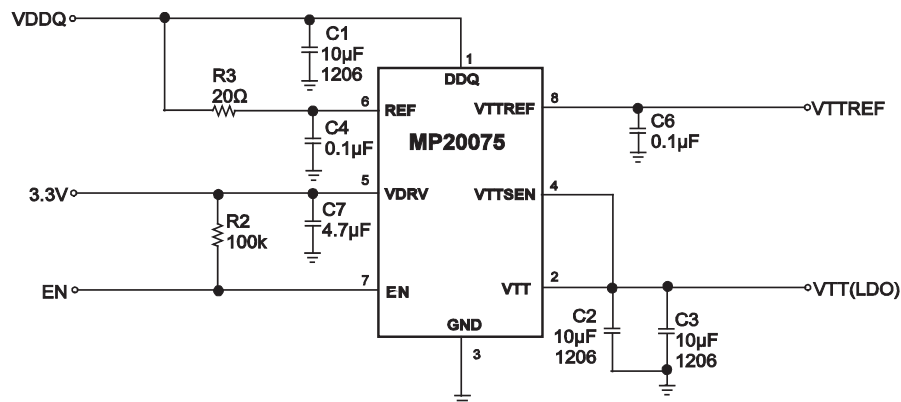 VDDQ
C1
10µF
1206
1
DDQ
R3
20Ω
6
REF
VTTREF
8
VTTREF
C4
0.1µF
MP20075
C6
0.1µF
3.3V
5
VDRV
VTTSEN
4
R2
100k
C7
4.7µF
EN
7
EN
VTT
2
VTT(LDO)
GND
3
C2
10µF
1206
C3
10µF
1206